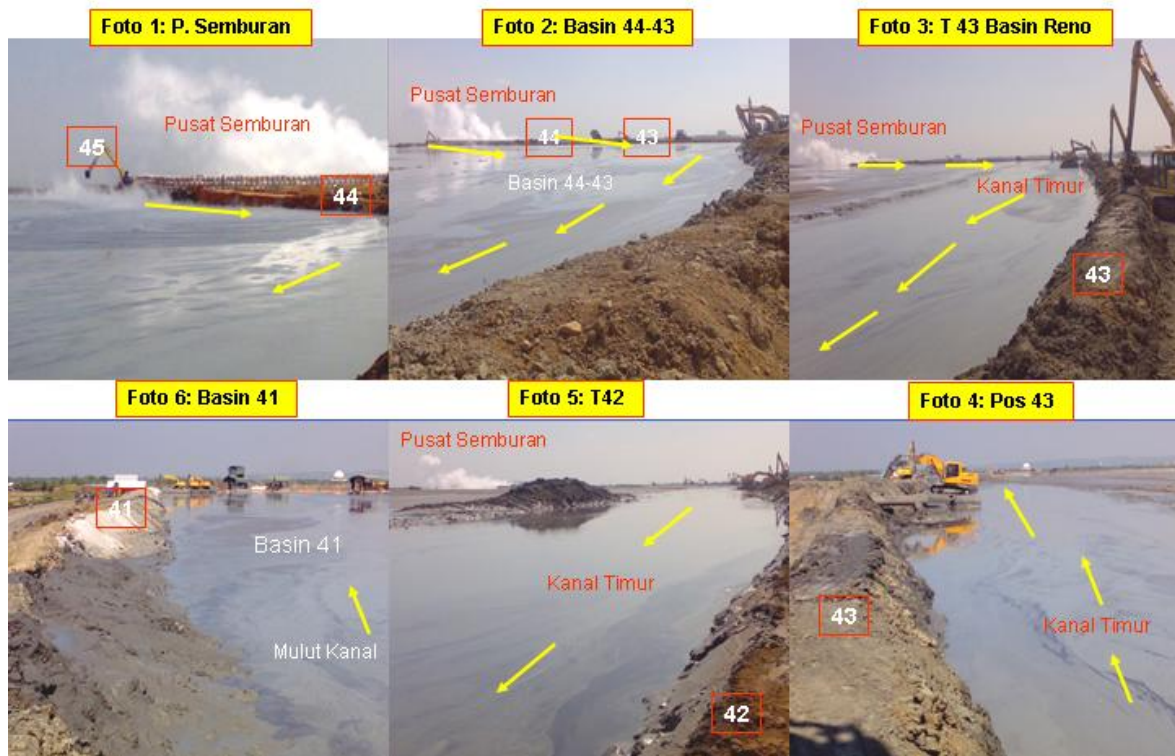 Foto 1: P. Semburan
Pusat Semburan
45
44
Foto 2: Basin 44-43
Pusat Semburan
44
43
Basin 44-43
Foto 3: T 43 Basin Reno
Pusat Semburan
Kanal Timur
43
Foto 6: Basin 41
41
Basin 41
Mulut Kanal
Foto 5: T42
Pusat Semburan
Kanal Timur
42
Foto 4: Pos 43
43
Kanal Timur